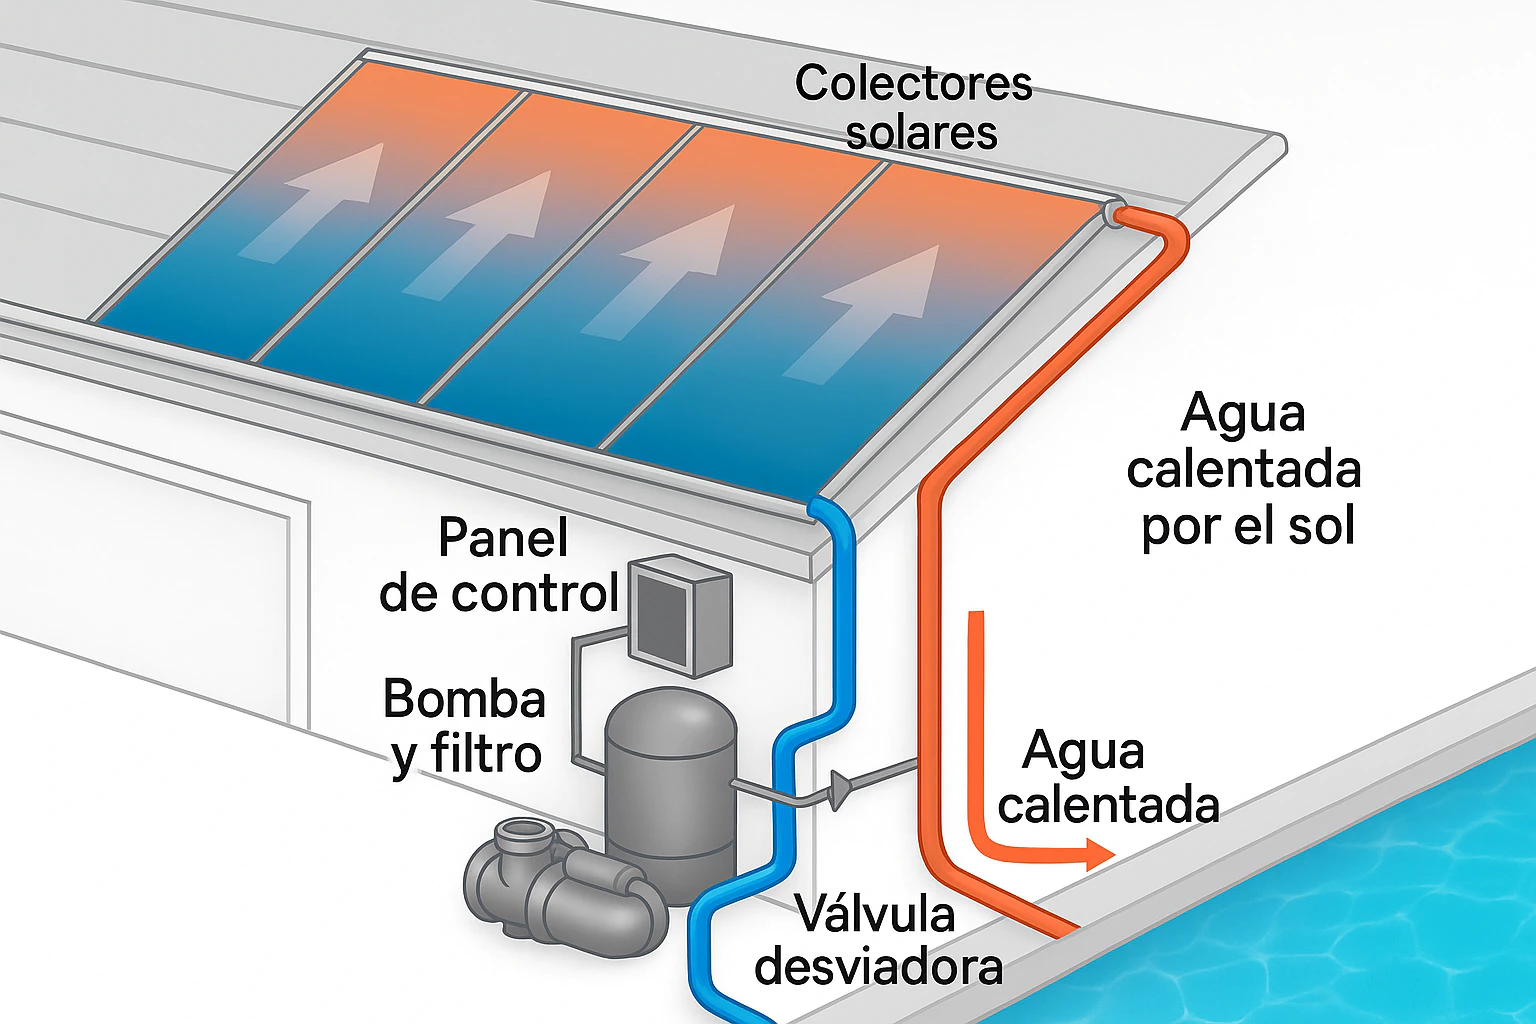 Colectores
solares
Agua
calentada
por el sol
Panel
de control
Bomba
y filtro
Agua
calentada
Válvula
desviadora